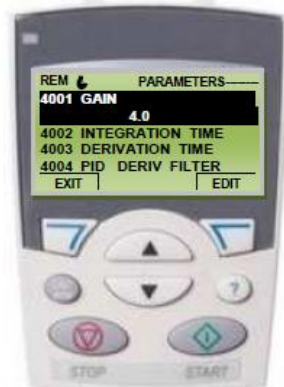 REM PARAMETERS
4001 GAIN
4.0
4002 INTEGRATION TIME
4003 DERIVATION TIME
4004 PID DERIV FILTER
EXIT EDIT
?
STOP START